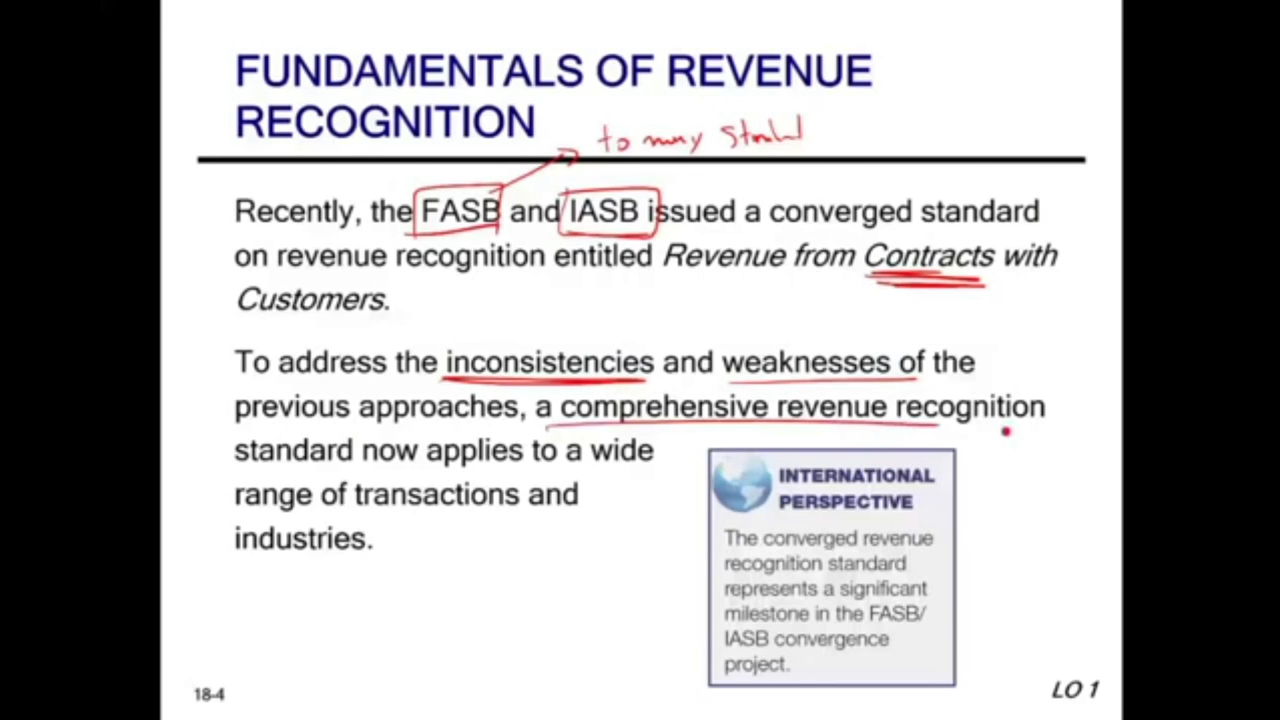 FUNDAMENTALS OF REVENUE
RECOGNITION
to many
Recently, the FASB and IASB issued a converged standard
on revenue recognition entitled Revenue from Contracts with
Customers.
To address the inconsistencies and weaknesses of the
previous approaches, a comprehensive revenue recognition
standard now applies to a wide
range of transactions and
industries.
INTERNATIONAL
PERSPECTIVE
The converged revenue
recognition standard
represents a significant
milestone in the FASB/
IASB convergence
project.
18-4
LO 1